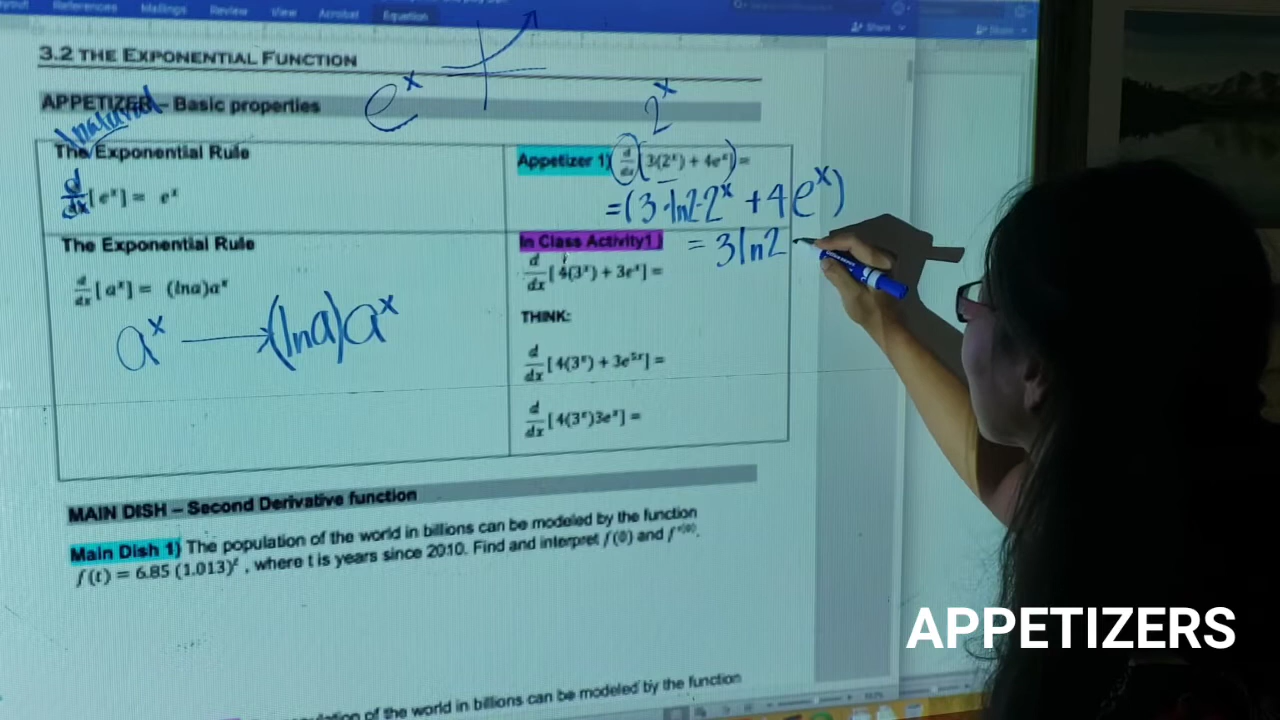 References Mailings Review View Acrobat Equation
Share
Share
3.2 THE EXPONENTIAL FUNCTION
APPETIZER – Basic properties
e^x
2^x
natural
The Exponential Rule
d/dx [ e^x ] = e^x
Appetizer 1) d/dx [ 3(2^x) + 4e^x ] =
= (3·ln2·2^x + 4e^x)
= 3ln2
The Exponential Rule
d/dx [ a^x ] = (lna)a^x
a^x → (lna)a^x
In Class Activity1 )
d/dx [ 4(3^x) + 3e^x ] =
THINK:
d/dx [ 4(3^x) + 3e^5x ] =
d/dx [ 4(3^x)3e^x ] =
MAIN DISH – Second Derivative function
Main Dish 1) The population of the world in billions can be modeled by the function
f(t) = 6.85 (1.013)^t , where t is years since 2010. Find and interpret f(0) and
of the world in billions can be modeled by the function
APPETIZERS